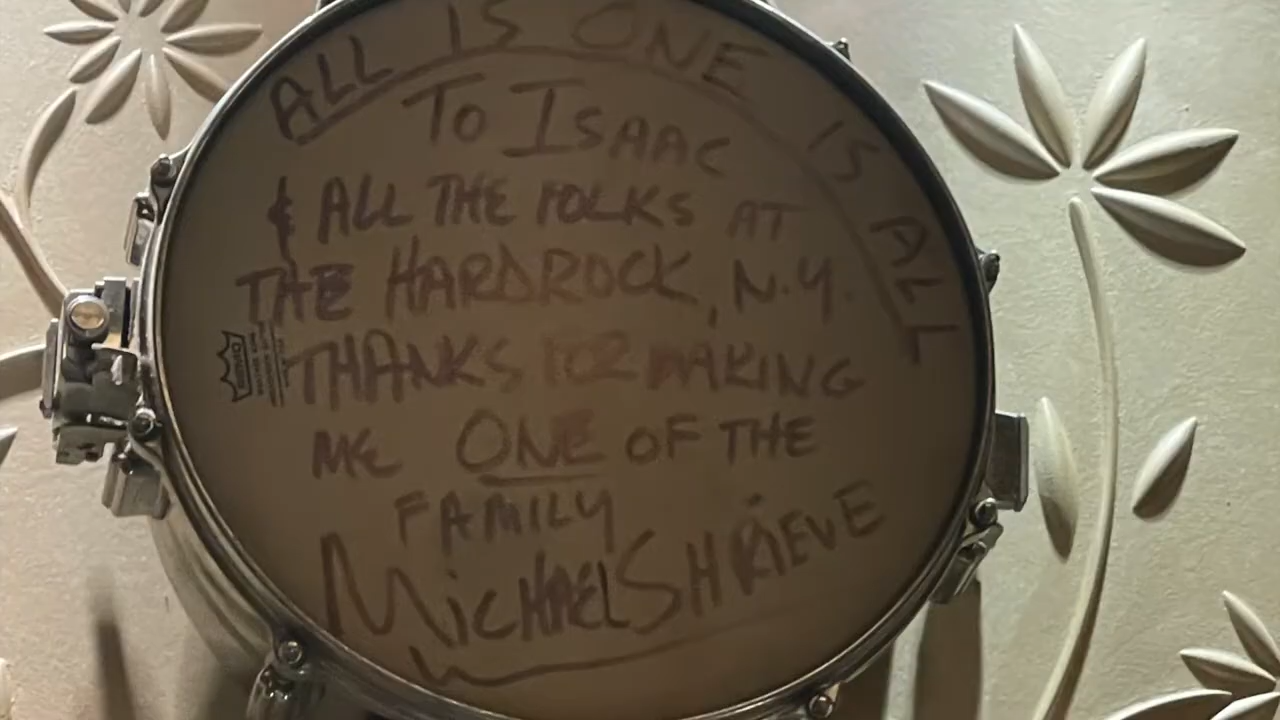 ALL IS ONE IS ALL
TO ISAAC
& ALL THE FOLKS AT
THE HARDROCK, N.Y.
THANKS FOR MAKING
ME ONE OF THE
FAMILY
MICHAEL SHRIEVE
REMO